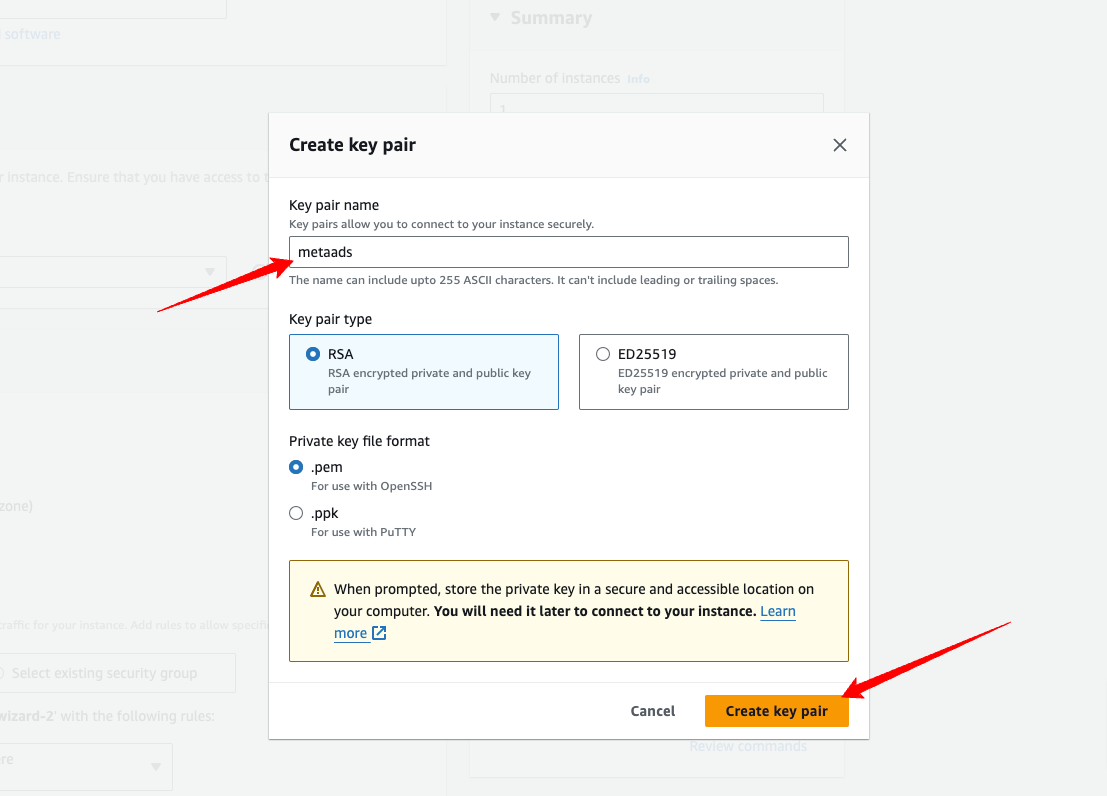 software
Summary
Number of instances Info
1
Create key pair
r instance. Ensure that you have access to t
Key pair name
Key pairs allow you to connect to your instance securely.
metaads
The name can include upto 255 ASCII characters. It can't include leading or trailing spaces.
Key pair type
RSA
RSA encrypted private and public key
pair
ED25519
ED25519 encrypted private and public
key pair
Private key file format
.pem
For use with OpenSSH
zone)
.ppk
For use with PuTTY
When prompted, store the private key in a secure and accessible location on
your computer. You will need it later to connect to your instance. Learn
more
traffic for your instance. Add rules to allow specifi
Select existing security group
wizard-2' with the following rules:
Cancel
Create key pair
re
Review commands